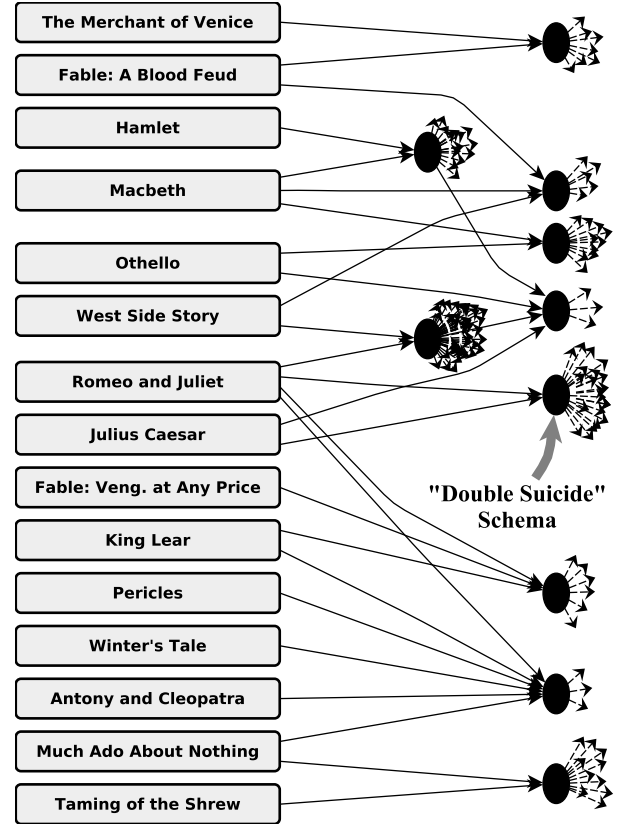 The Merchant of Venice
Fable: A Blood Feud
Hamlet
Macbeth
Othello
West Side Story
Romeo and Juliet
Julius Caesar
Fable: Veng. at Any Price
"Double Suicide"
Schema
King Lear
Pericles
Winter's Tale
Antony and Cleopatra
Much Ado About Nothing
Taming of the Shrew